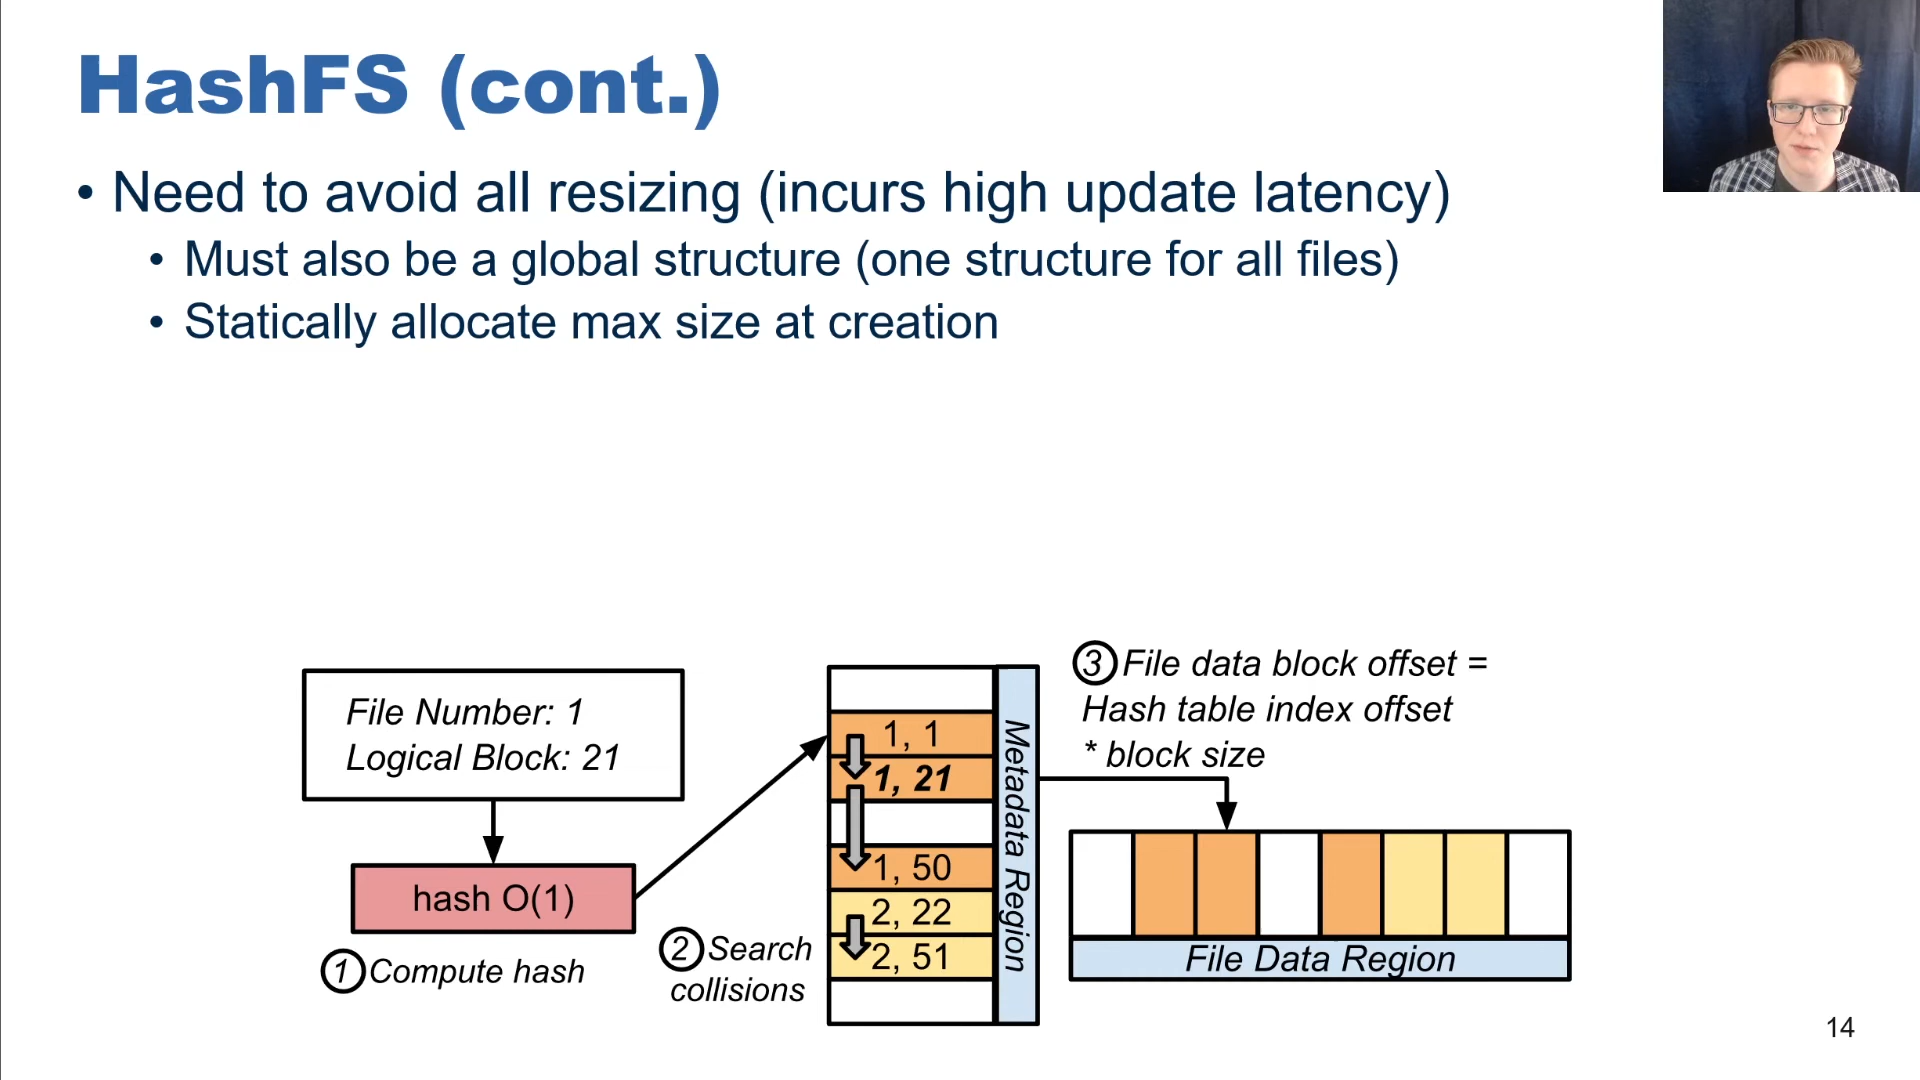 HashFS (cont.)
• Need to avoid all resizing (incurs high update latency)
• Must also be a global structure (one structure for all files)
• Statically allocate max size at creation
File Number: 1
Logical Block: 21
hash O(1)
1 Compute hash
2 Search
collisions
1, 1
1, 21
1, 50
2, 22
2, 51
Metadata Region
3 File data block offset =
Hash table index offset
* block size
File Data Region
14